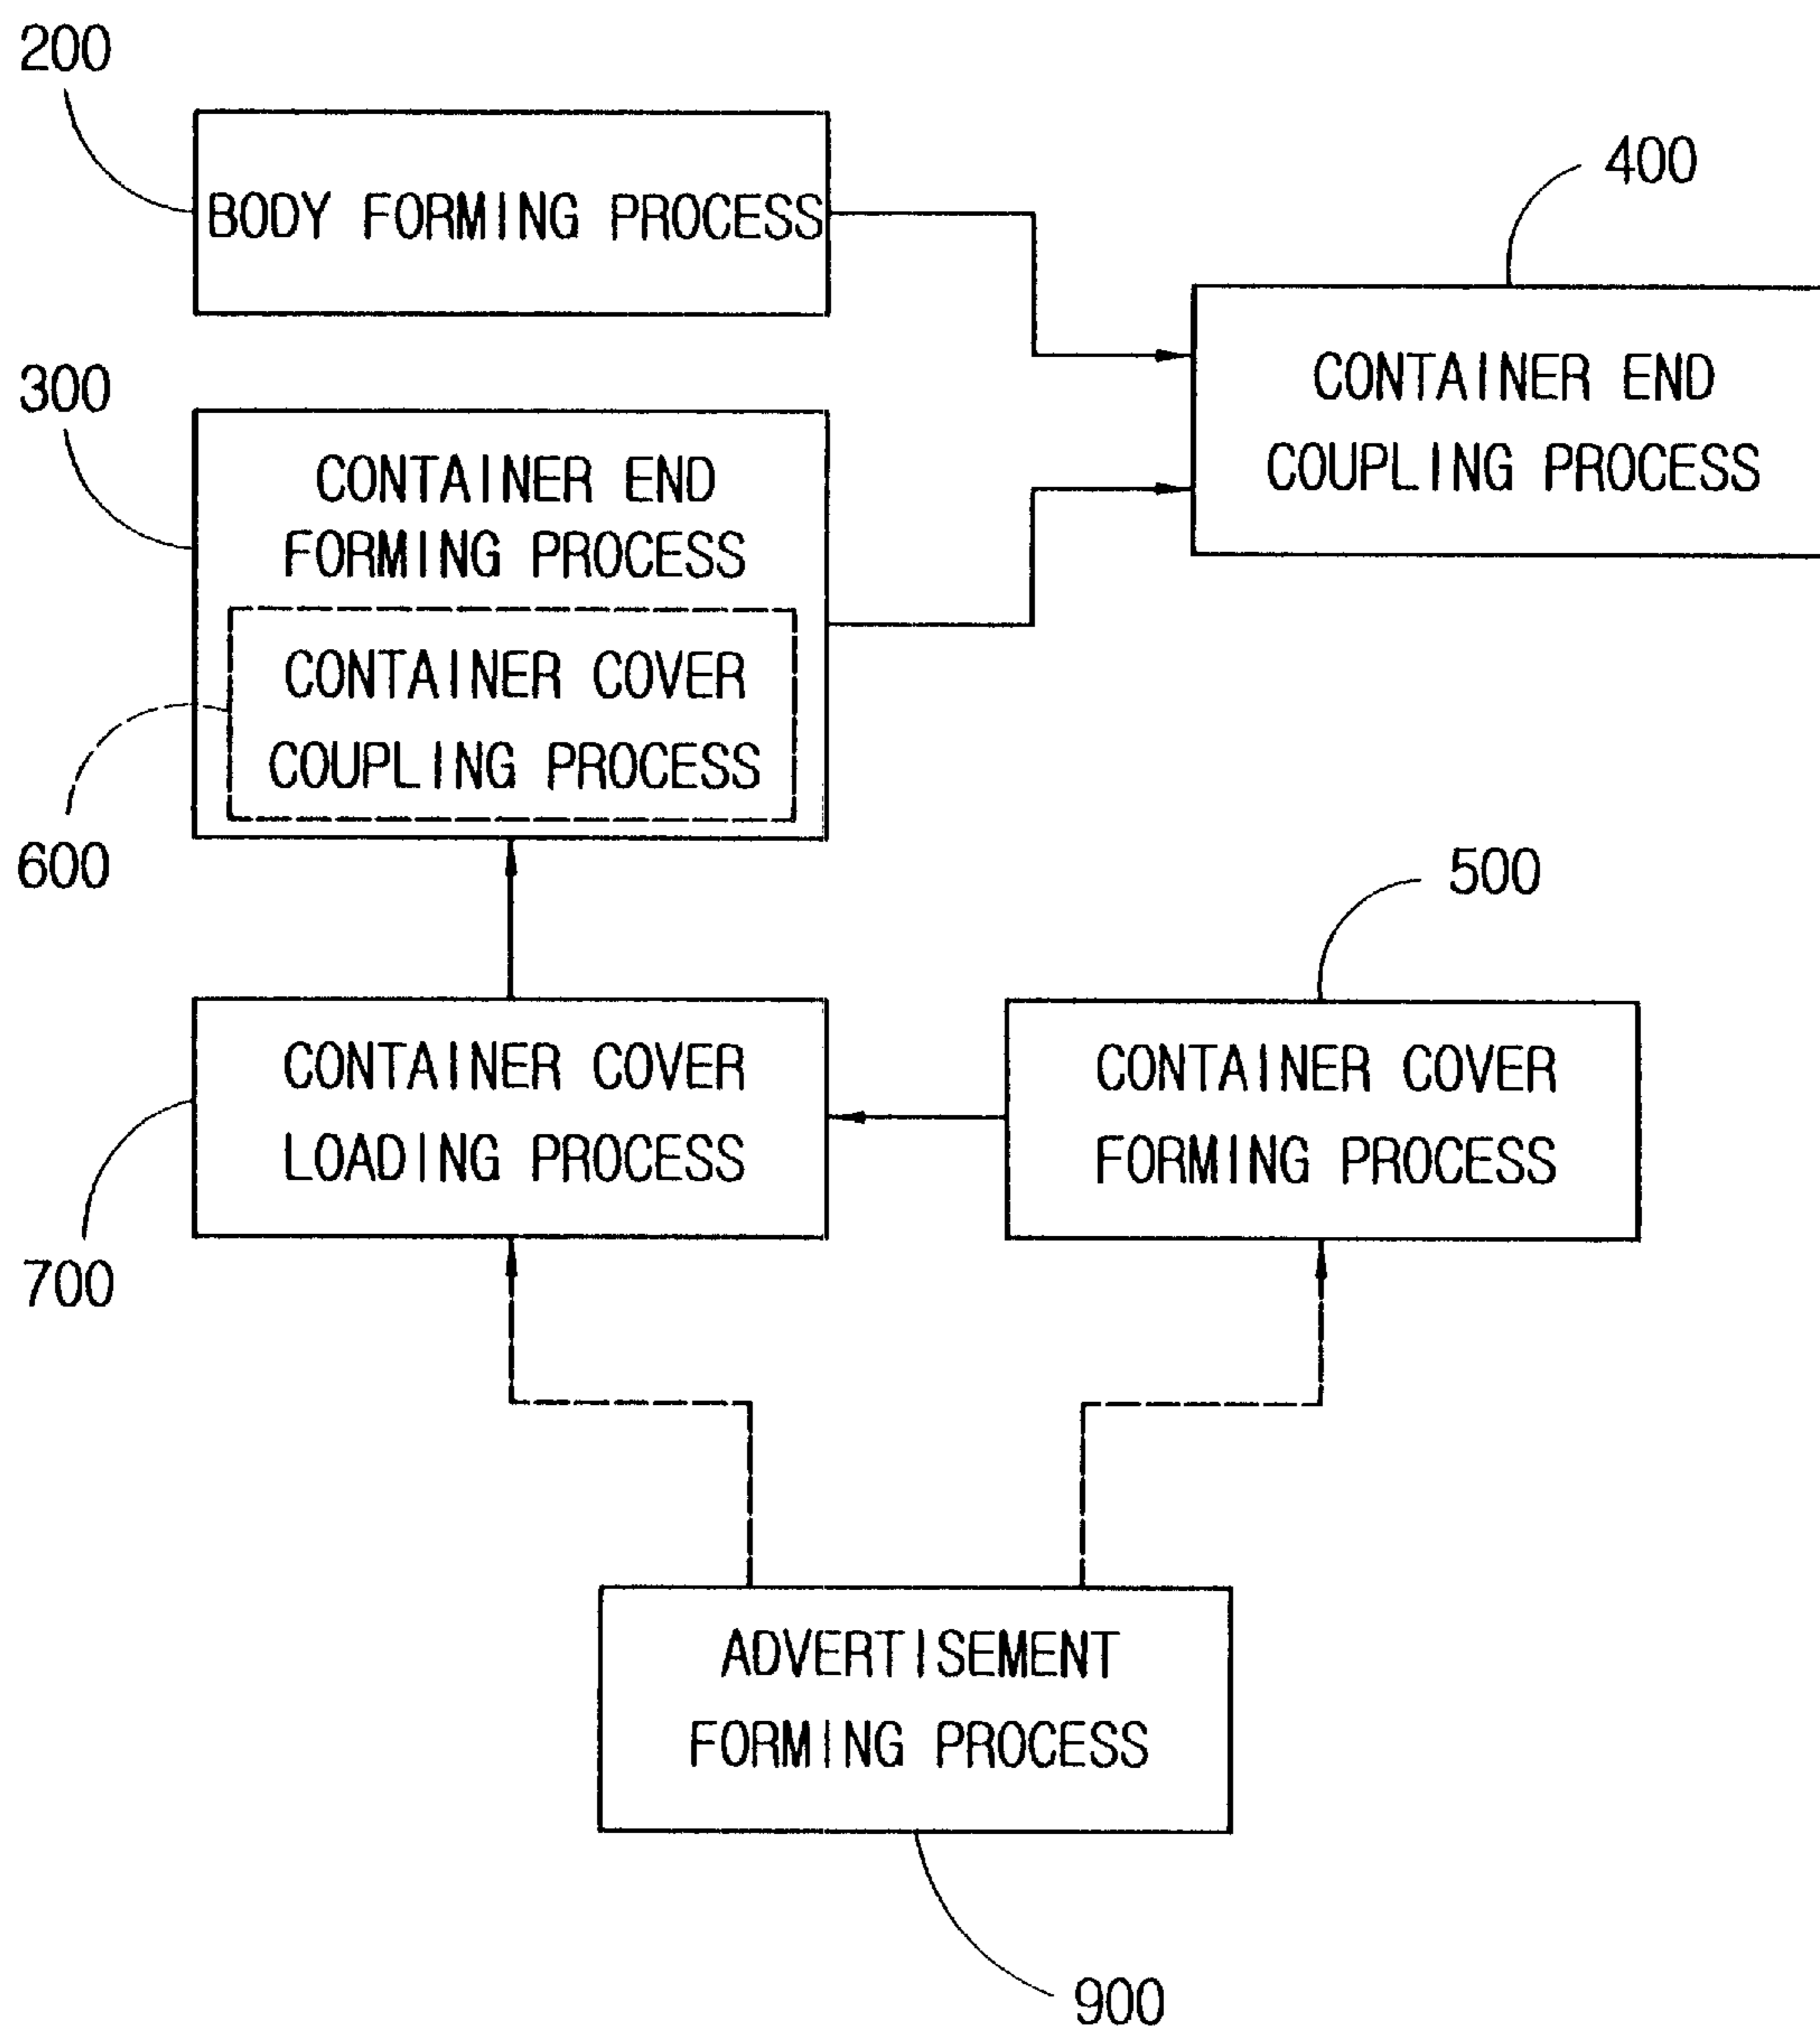 200
BODY FORMING PROCESS
400
CONTAINER END
COUPLING PROCESS
300
CONTAINER END
FORMING PROCESS
CONTAINER COVER
COUPLING PROCESS
600
500
CONTAINER COVER
LOADING PROCESS
700
CONTAINER COVER
FORMING PROCESS
ADVERTISEMENT
FORMING PROCESS
900